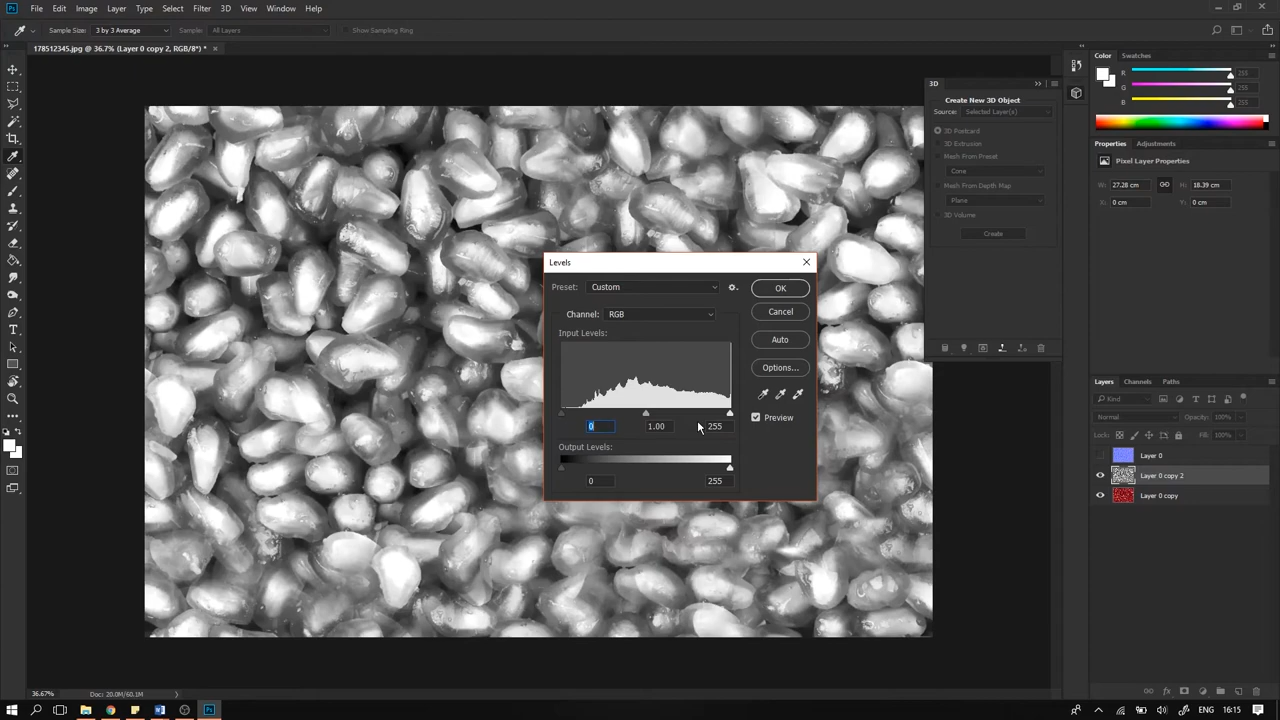 Ps File Edit Image Layer Type Select Filter 3D View Window Help
Sample Size: 3 by 3 Average Sample: All Layers Show Sampling Ring
178512345.jpg @ 36.7% (Layer 0 copy 2, RGB/8*) * ×
Color Swatches
R 255
G 255
B 255
3D
Create New 3D Object
Source: Selected Layer(s)
3D Postcard
3D Extrusion
Mesh From Preset
Cone
Mesh From Depth Map
Plane
3D Volume
Create
Properties Adjustments
Pixel Layer Properties
W: 27.28 cm H: 18.39 cm
X: 0 cm Y: 0 cm
Levels
Preset: Custom
OK
Channel: RGB
Cancel
Input Levels:
Auto
Options...
Preview
0 1.00 255
Output Levels:
0 255
Layers Channels Paths
Kind
Normal Opacity: 100%
Lock: Fill: 100%
Layer 0
Layer 0 copy 2
Layer 0 copy
fx
36.67% Doc: 20.0M/60.1M
ENG 16:15